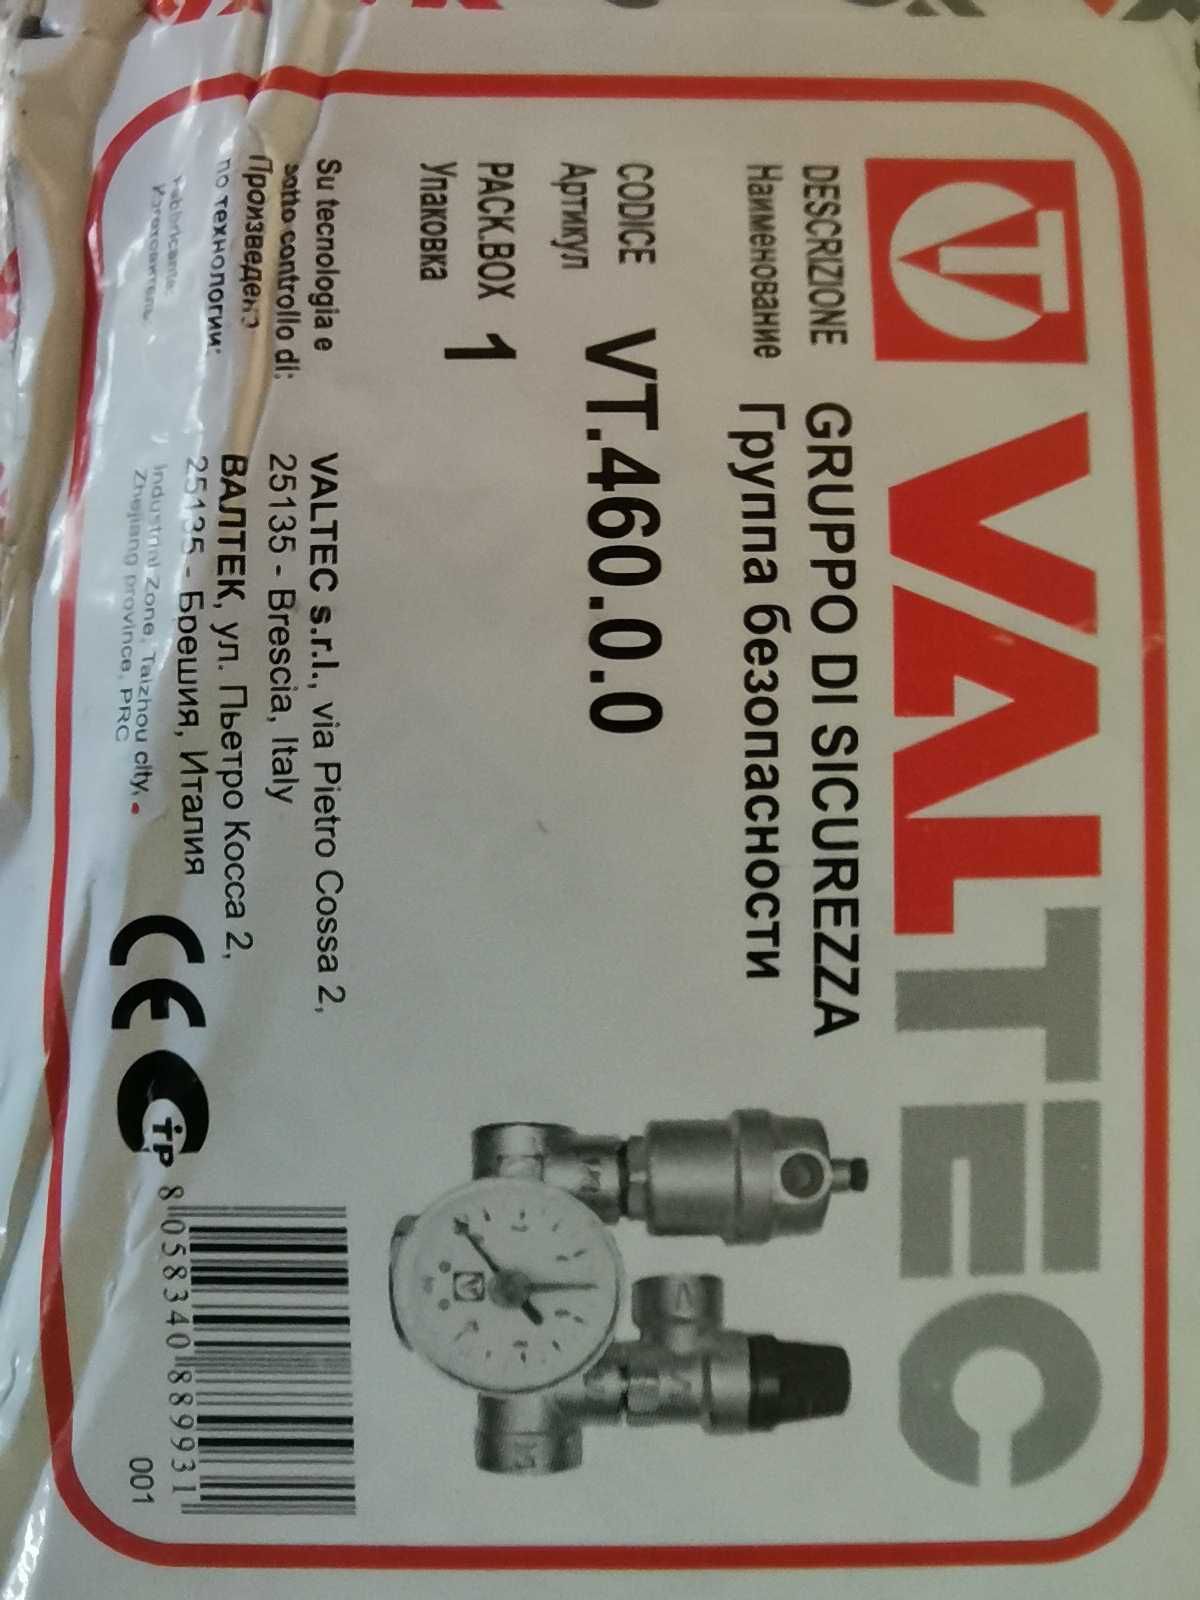 VALTEC
DESCRIZIONE GRUPPO DI SICUREZZA
Наименование Группа безопасности
CODICE
Артикул VT.460.0.0
PACK.BOX 1
Упаковка
Su tecnologia e VALTEC s.r.l., via Pietro Cossa 2,
sotto controllo di: 25135 - Brescia, Italy
Произведено ВАЛТЕК, ул. Пьетро Косса 2,
по технологии: 25135 - Брешия, Италия
Fabbricante: Industrial Zone, Taizhou city,
Изготовитель: Zhejiang province, PRC
CE
8 058340 889931
001